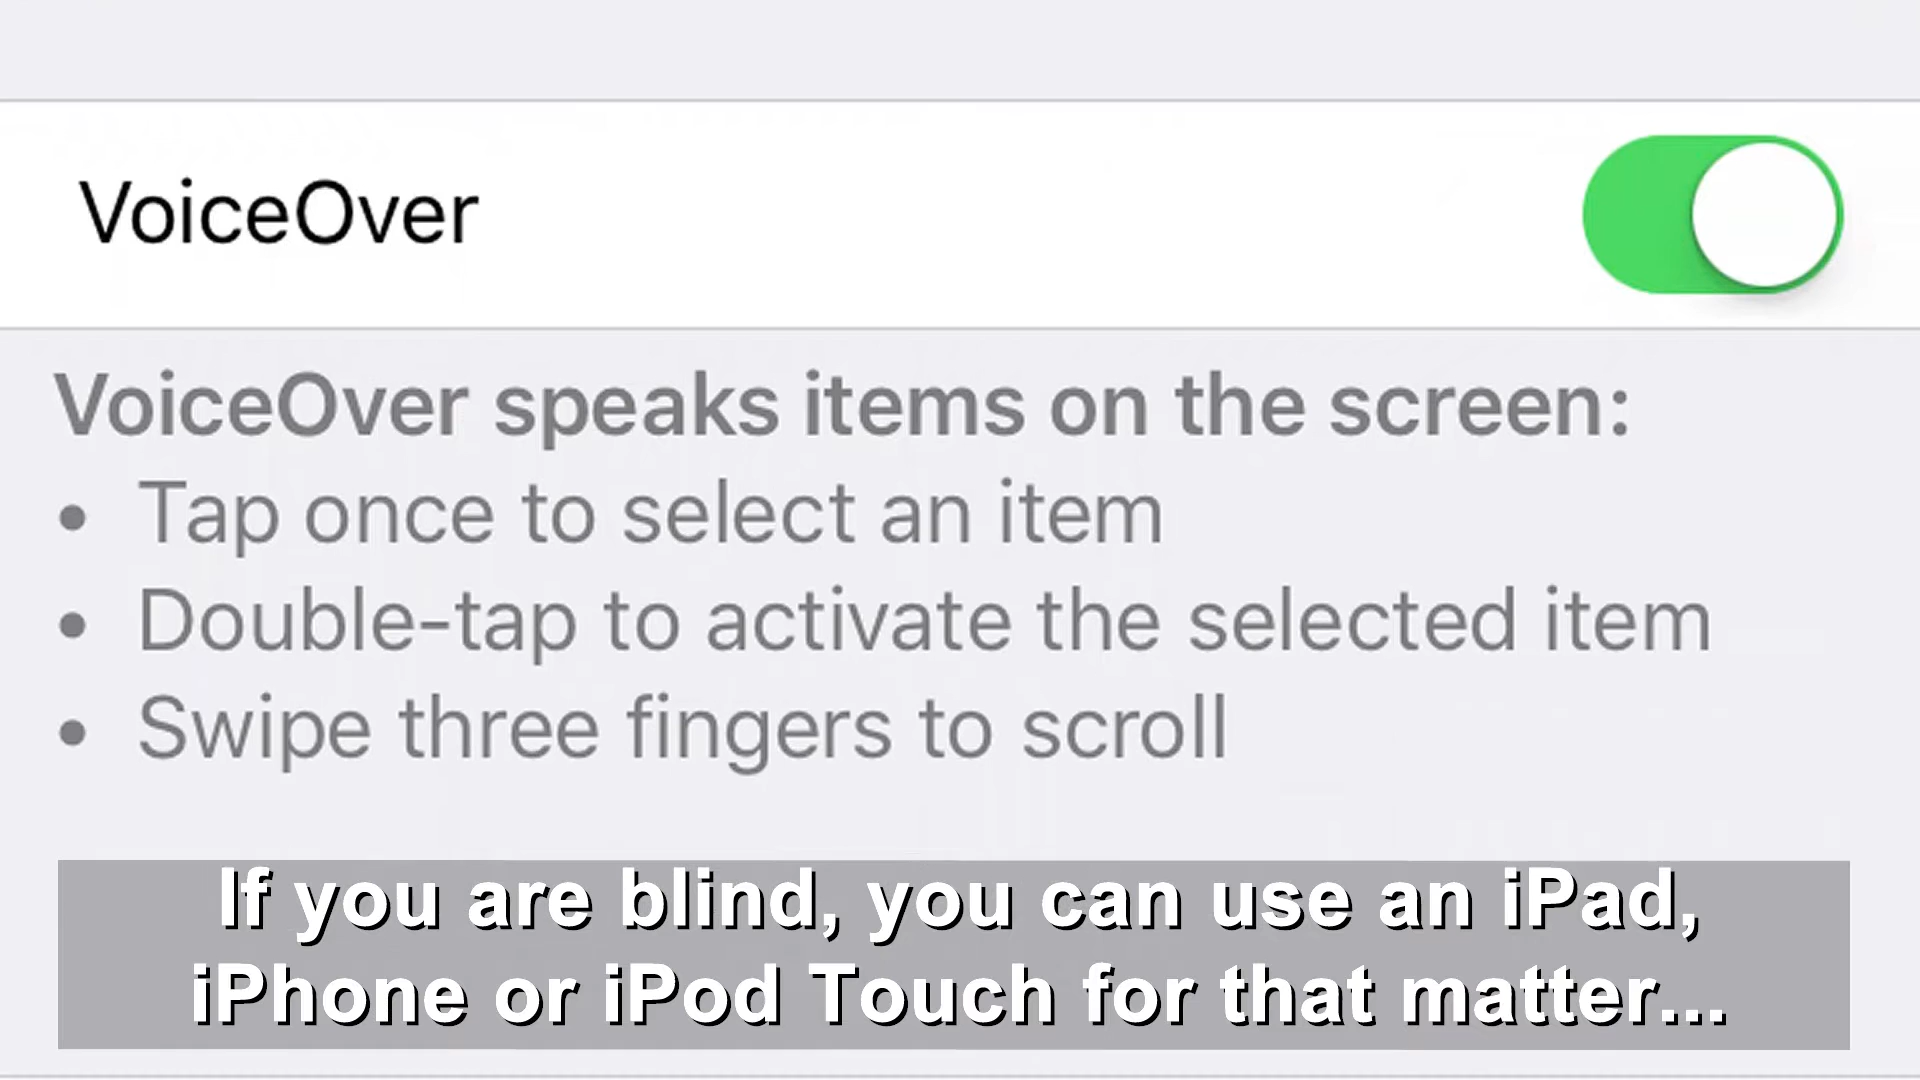 VoiceOver
VoiceOver speaks items on the screen:
• Tap once to select an item
• Double-tap to activate the selected item
• Swipe three fingers to scroll
If you are blind, you can use an iPad,
iPhone or iPod Touch for that matter...